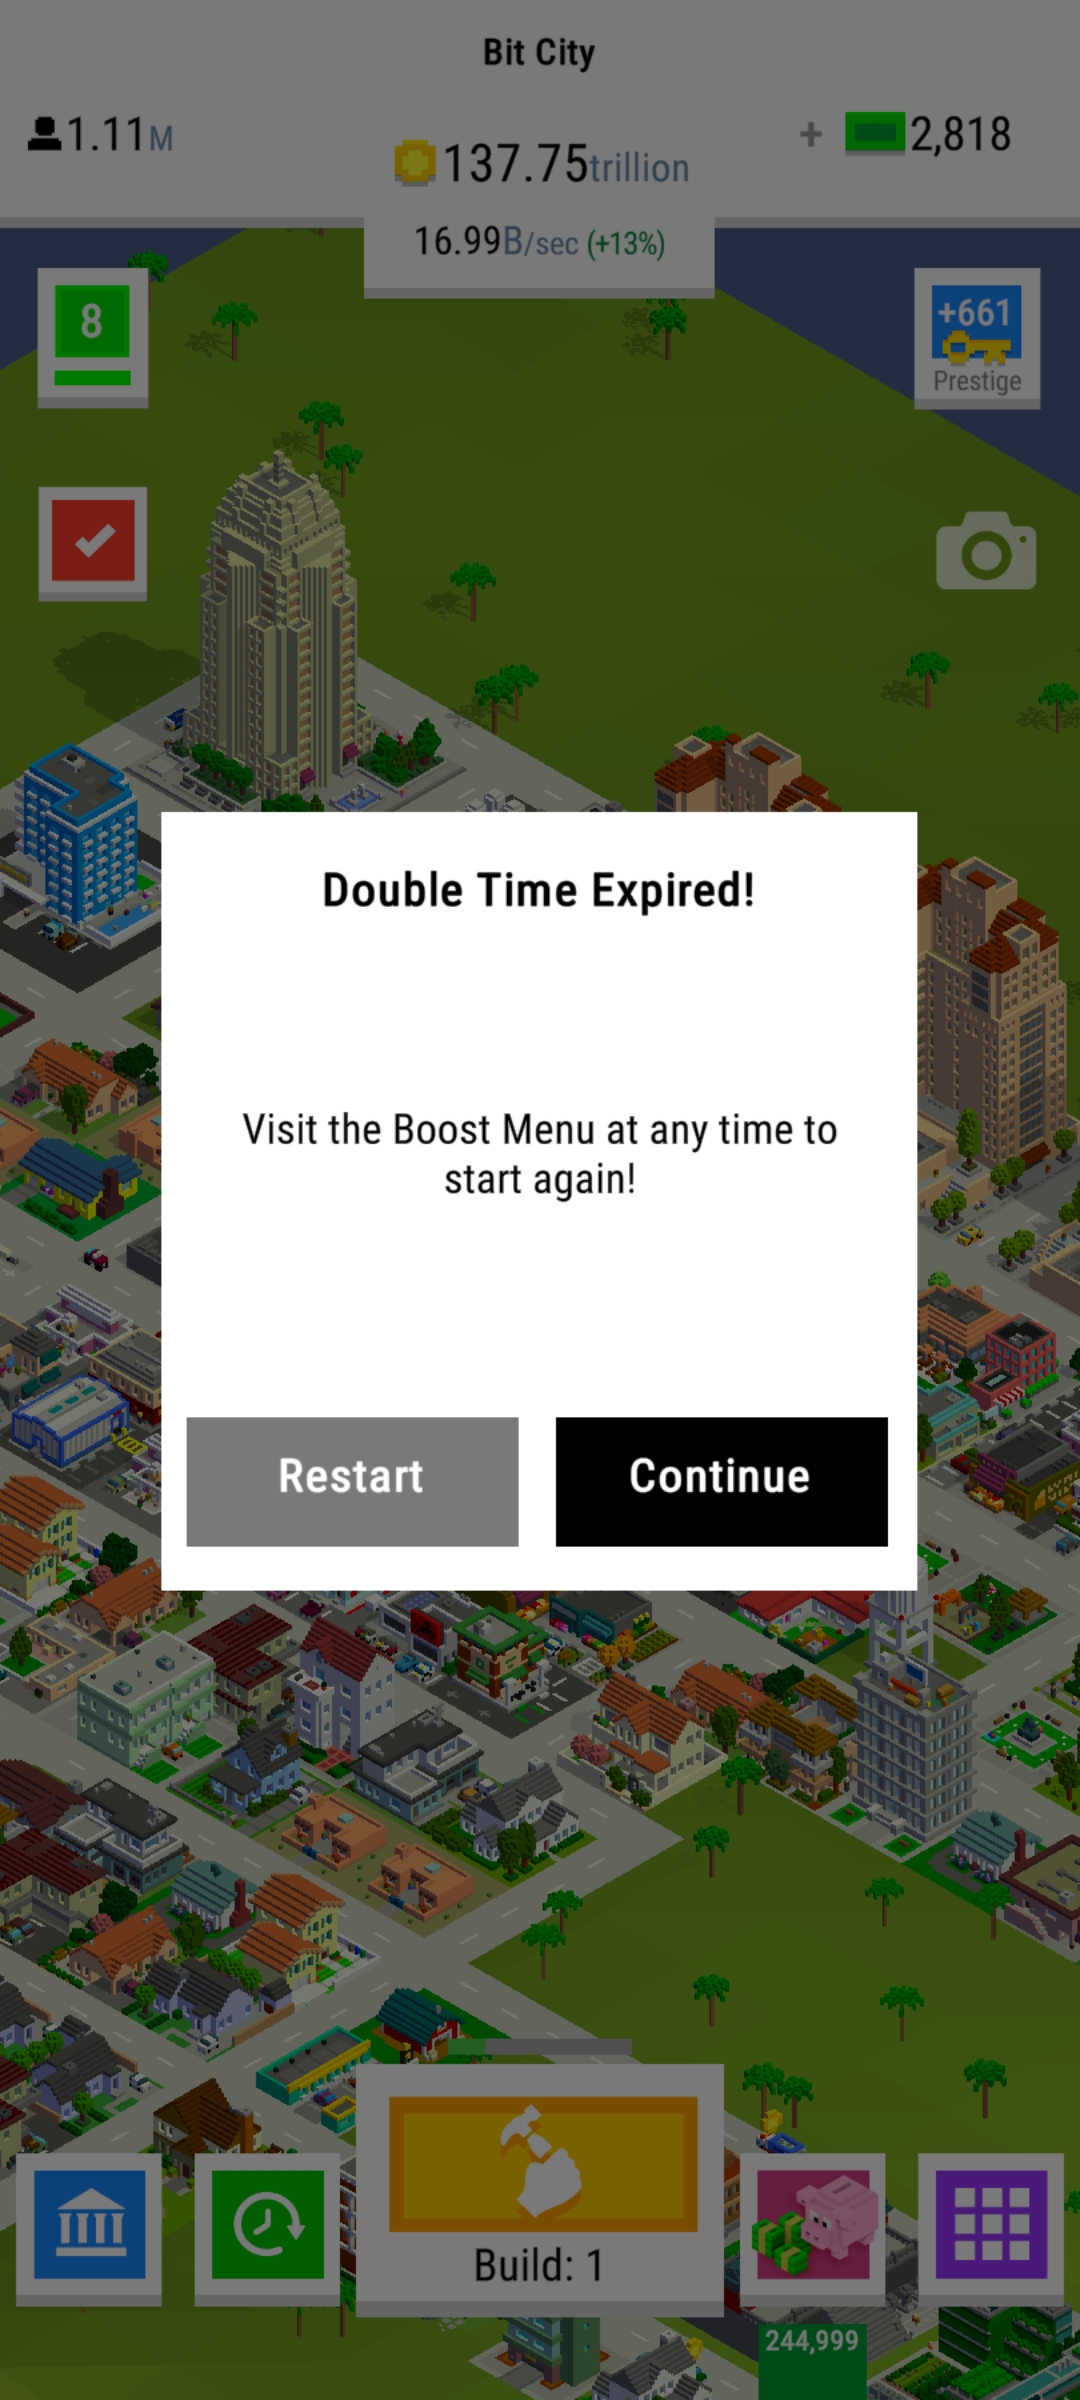 Bit City
1.11M
137.75trillion
+ 2,818
16.99B/sec (+13%)
8
+661
Prestige
Double Time Expired!
Visit the Boost Menu at any time to
start again!
Restart
Continue
Build: 1
244,999